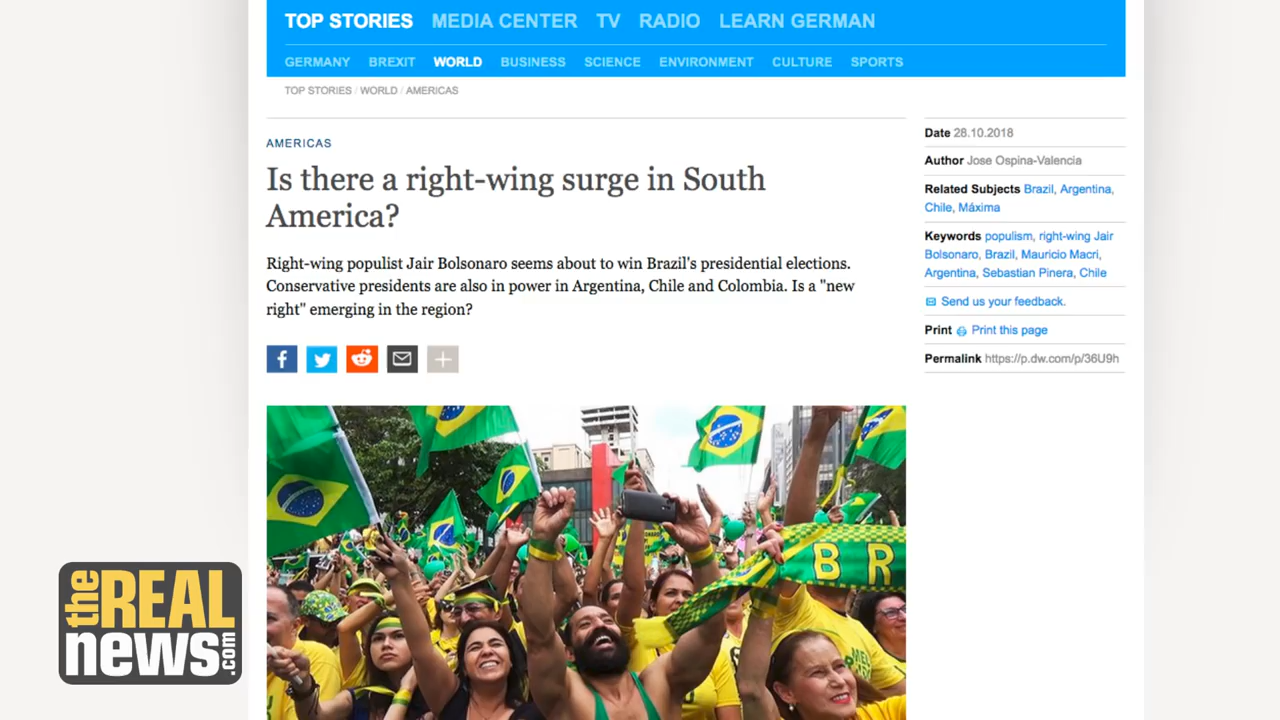 TOP STORIES MEDIA CENTER TV RADIO LEARN GERMAN
GERMANY BREXIT WORLD BUSINESS SCIENCE ENVIRONMENT CULTURE SPORTS
TOP STORIES / WORLD / AMERICAS
AMERICAS
Is there a right-wing surge in South
America?
Right-wing populist Jair Bolsonaro seems about to win Brazil's presidential elections.
Conservative presidents are also in power in Argentina, Chile and Colombia. Is a "new
right" emerging in the region?
Date 28.10.2018
Author Jose Ospina-Valencia
Related Subjects Brazil, Argentina,
Chile, Máxima
Keywords populism, right-wing Jair
Bolsonaro, Brazil, Mauricio Macri,
Argentina, Sebastian Pinera, Chile
Send us your feedback.
Print Print this page
Permalink https://p.dw.com/p/36U9h
B R
the REAL
news.com